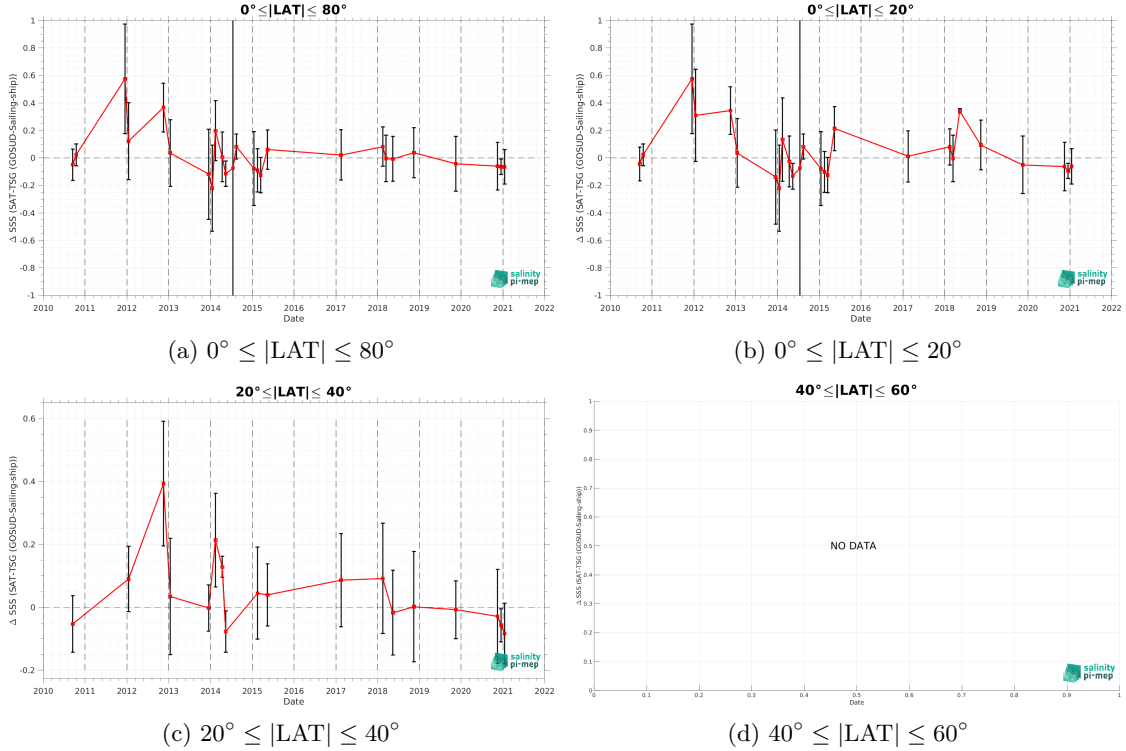 0°≤|LAT|≤ 80°
Δ SSS (SAT-TSG (GOSUD-Sailing-ship))
1
0.8
0.6
0.4
0.2
0
-0.2
-0.4
-0.6
-0.8
-1
2010 2011 2012 2013 2014 2015 2016 2017 2018 2019 2020 2021 2022
Date
salinity
pi-mep
(a) 0° ≤ |LAT| ≤ 80°
0°≤|LAT|≤ 20°
Δ SSS (SAT-TSG (GOSUD-Sailing-ship))
1
0.8
0.6
0.4
0.2
0
-0.2
-0.4
-0.6
-0.8
-1
2010 2011 2012 2013 2014 2015 2016 2017 2018 2019 2020 2021 2022
Date
salinity
pi-mep
(b) 0° ≤ |LAT| ≤ 20°
20°≤|LAT|≤ 40°
Δ SSS (SAT-TSG (GOSUD-Sailing-ship))
0.6
0.4
0.2
0
-0.2
2010 2011 2012 2013 2014 2015 2016 2017 2018 2019 2020 2021 2022
Date
salinity
pi-mep
(c) 20° ≤ |LAT| ≤ 40°
40°≤|LAT|≤ 60°
Δ SSS (SAT-TSG (GOSUD-Sailing-ship))
1
0.9
0.8
0.7
0.6
0.5
0.4
0.3
0.2
0.1
0
NO DATA
0 0.1 0.2 0.3 0.4 0.5 0.6 0.7 0.8 0.9 1
Date
salinity
pi-mep
(d) 40° ≤ |LAT| ≤ 60°